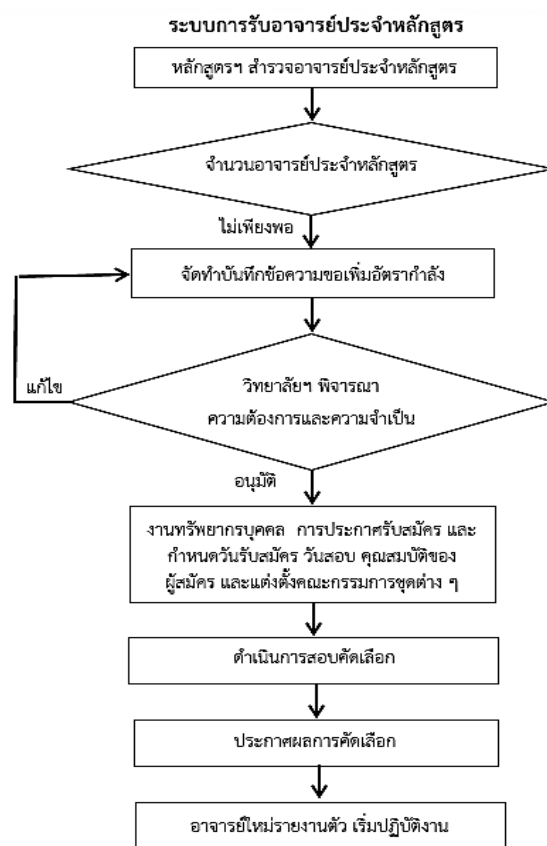 ระบบการรับอาจารย์ประจำหลักสูตร
หลักสูตรฯ สำรวจอาจารย์ประจำหลักสูตร
จำนวนอาจารย์ประจำหลักสูตร
ไม่เพียงพอ
จัดทำบันทึกข้อความขอเพิ่มอัตรากำลัง
แก้ไข
วิทยาลัยฯ พิจารณา
ความต้องการและความจำเป็น
อนุมัติ
งานทรัพยากรบุคคล การประกาศรับสมัคร และ
กำหนดวันรับสมัคร วันสอบ คุณสมบัติของ
ผู้สมัคร และแต่งตั้งคณะกรรมการชุดต่าง ๆ
ดำเนินการสอบคัดเลือก
ประกาศผลการคัดเลือก
อาจารย์ใหม่รายงานตัว เริ่มปฏิบัติงาน